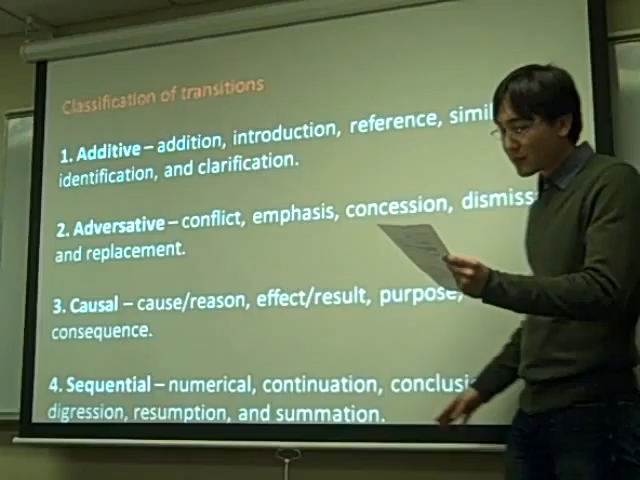 Classification of transitions
1. Additive – addition, introduction, reference, simil
identification, and clarification.
2. Adversative – conflict, emphasis, concession, dismiss
and replacement.
3. Causal – cause/reason, effect/result, purpose,
consequence.
4. Sequential – numerical, continuation, conclusi
digression, resumption, and summation.